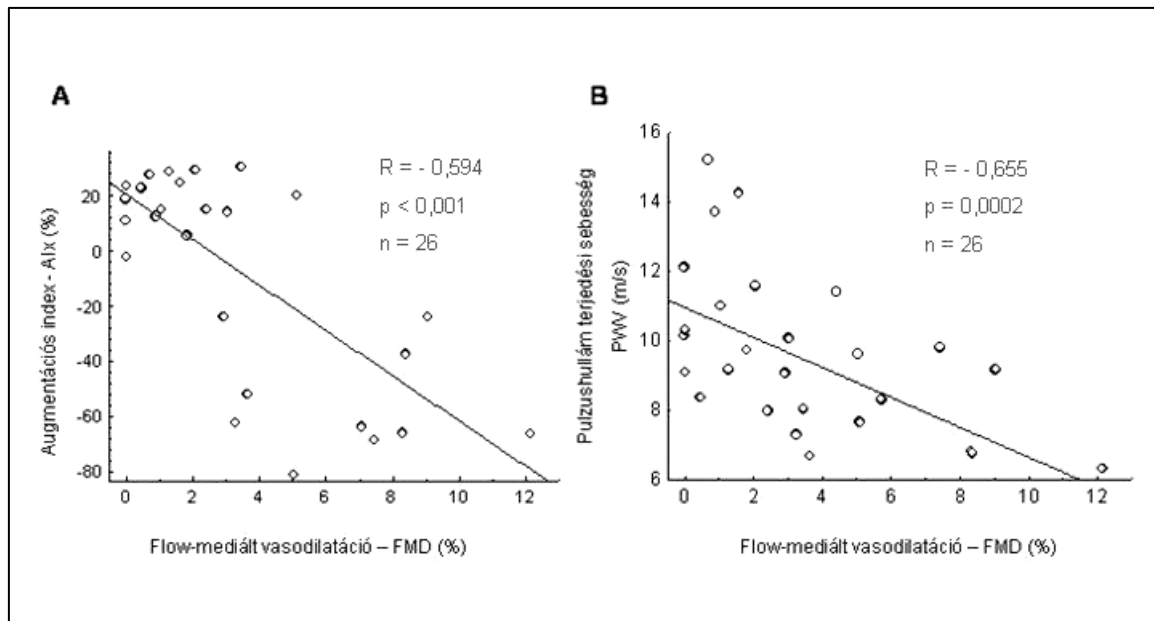 A
Augmentációs index - AIx (%)
20
0
-20
-40
-60
-80
R = - 0,594
p < 0,001
n = 26
0 2 4 6 8 10 12
Flow-mediált vasodilatáció – FMD (%)
B
Pulzushullám terjedési sebesség
PWV (m/s)
16
14
12
10
8
6
R = - 0,655
p = 0,0002
n = 26
0 2 4 6 8 10 12
Flow-mediált vasodilatáció – FMD (%)